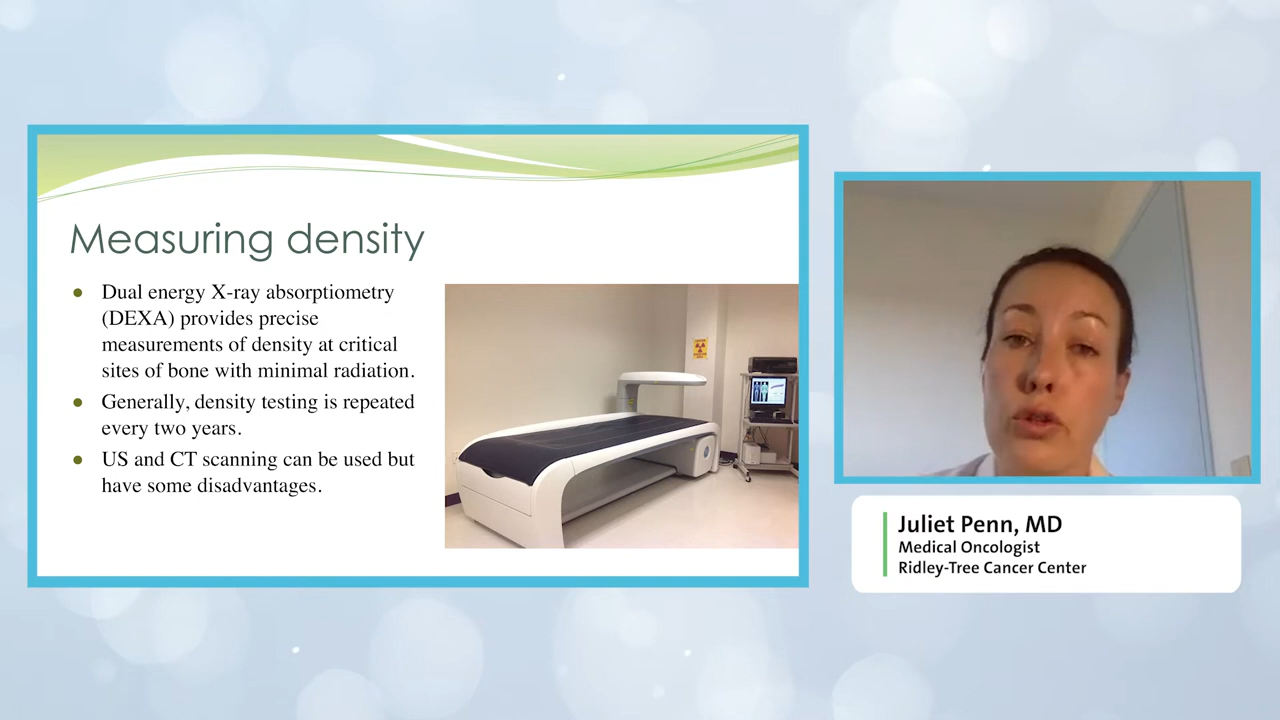 Measuring density
● Dual energy X-ray absorptiometry
(DEXA) provides precise
measurements of density at critical
sites of bone with minimal radiation.
● Generally, density testing is repeated
every two years.
● US and CT scanning can be used but
have some disadvantages.
Juliet Penn, MD
Medical Oncologist
Ridley-Tree Cancer Center